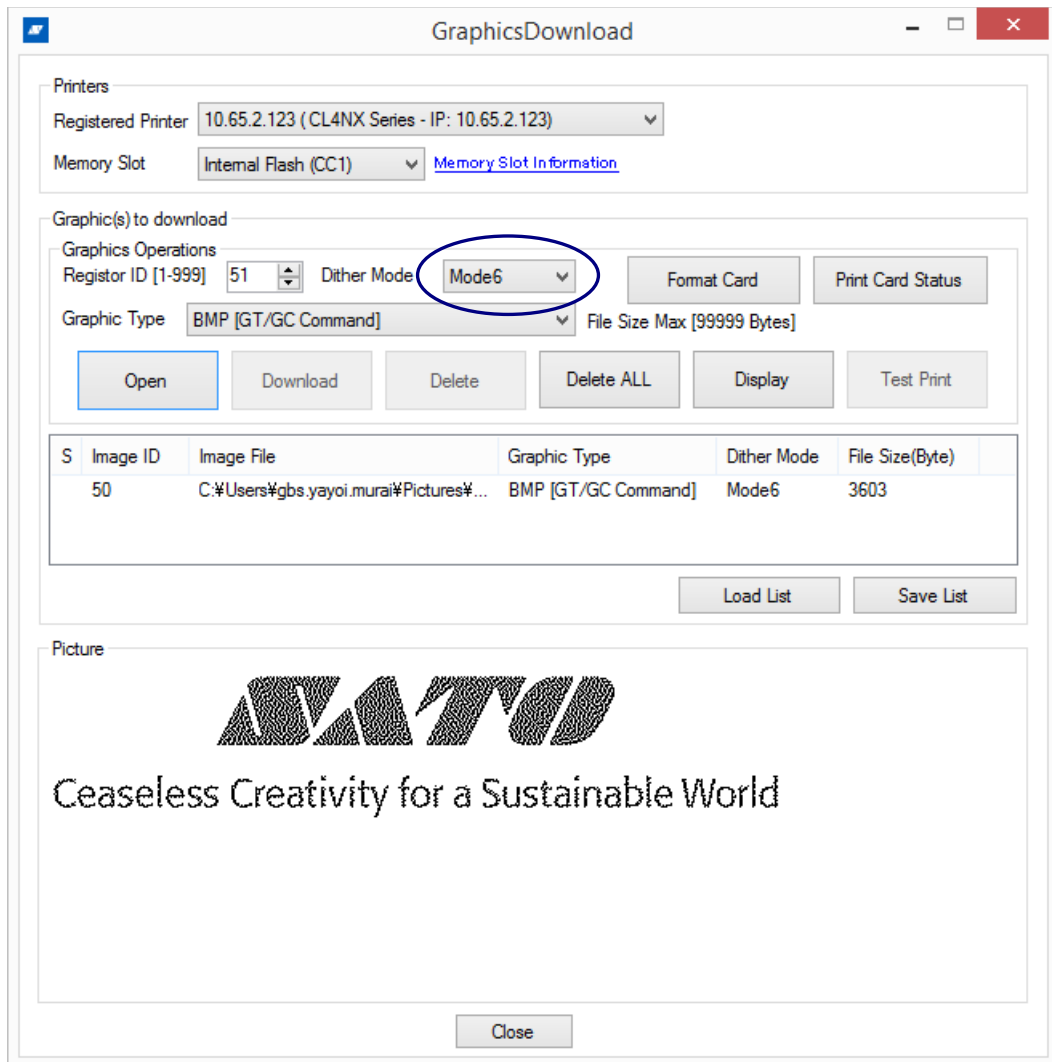 GraphicsDownload
Printers
Registered Printer 10.65.2.123 ( CL4NX Series - IP: 10.65.2.123)
Memory Slot Internal Flash (CC1) Memory Slot Information
Graphic(s) to download
Graphics Operations
Registor ID [1-999] 51 Dither Mode Mode6 Format Card Print Card Status
Graphic Type BMP [GT/GC Command] File Size Max [99999 Bytes]
Open Download Delete Delete ALL Display Test Print
S Image ID Image File Graphic Type Dither Mode File Size(Byte)
50 C:¥Users¥gbs.yayoi.murai¥Pictures¥... BMP [GT/GC Command] Mode6 3603
Load List Save List
Picture
SATO
Ceaseless Creativity for a Sustainable World
Close